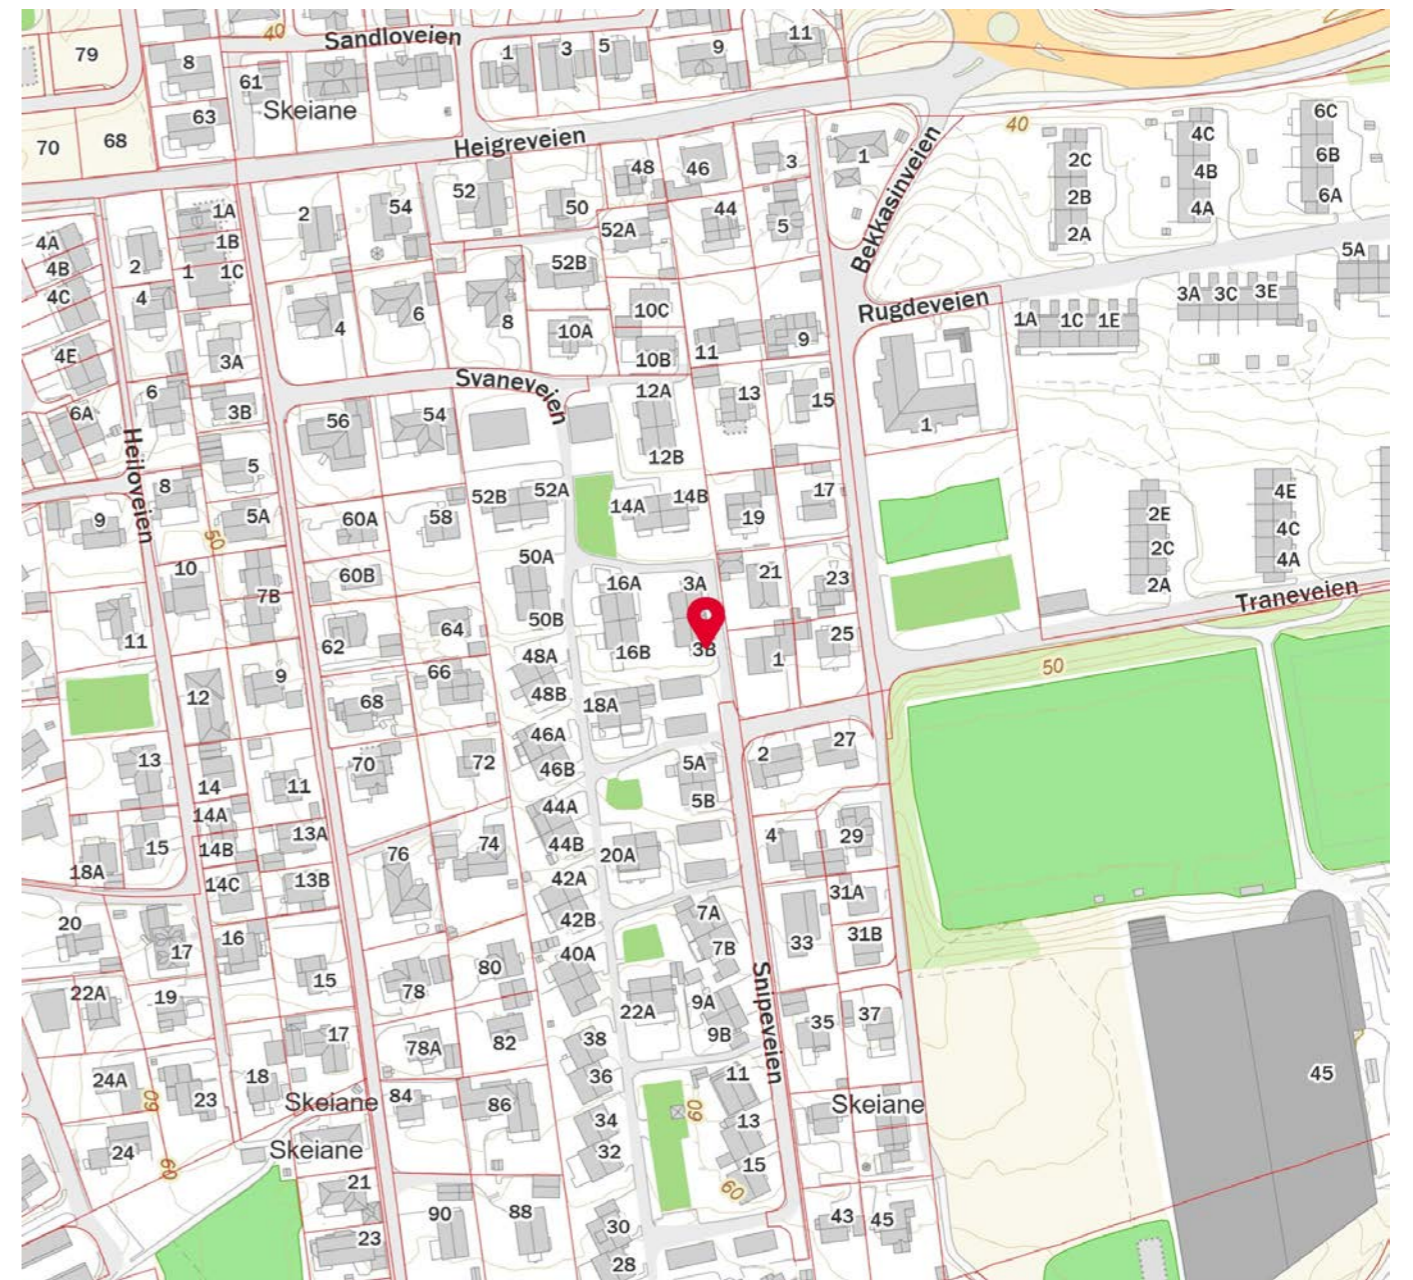 40
Sandloveien
79
8
61
1
3
5
9
11
Skeiane
63
70
68
Heigreveien
40
6C
4C
2C
4B
6B
2B
4A
6A
2A
1
Bekkasinveien
48
46
3
52
54
50
44
5
2
52A
1A
4A
1B
4B
2
1
1C
4C
4
52B
5A
3A
3C
3E
Rugdeveien
1A
1C
1E
4
6
8
10C
10A
10B
11
9
4E
3A
6
Svaneveien
12A
13
15
6A
3B
56
54
1
Heiloveien
12B
5
8
52B
52A
14A
14B
17
4E
9
5A
60A
58
19
2E
4C
50
2C
4A
2A
50A
10
60B
16A
3A
21
23
7B
Traneveien
11
62
64
50B
16B
3B
1
25
48A
50
9
66
48B
12
68
18A
46A
2
27
13
70
72
46B
5A
14
11
5B
44A
14A
13A
4
29
15
14B
76
74
44B
20A
18A
14C
13B
42A
31A
20
42B
7A
17
16
7B
33
31B
40A
15
80
78
22A
19
22A
9A
Snipeveien
35
37
9B
17
78A
82
38
24A
60
23
18
36
11
45
Skeiane
84
86
60
Skeiane
34
13
24
Skeiane
32
15
60
21
60
90
88
30
43
45
23
28